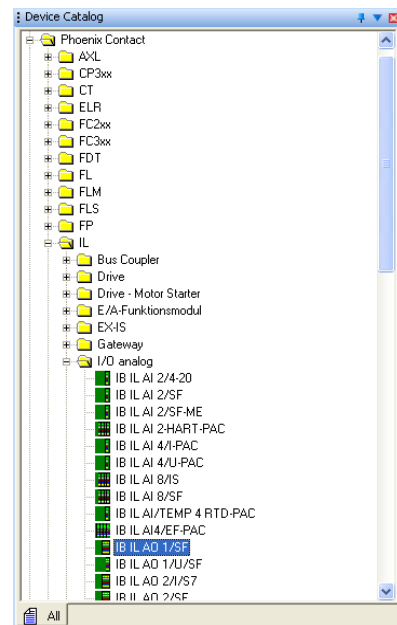 Device Catalog
Phoenix Contact
AXL
CP3xx
CT
ELR
FC2xx
FC3xx
FDT
FL
FLM
FLS
FP
IL
Bus Coupler
Drive
Drive - Motor Starter
E/A-Funktionsmodul
EX-IS
Gateway
I/O analog
IB IL AI 2/4-20
IB IL AI 2/SF
IB IL AI 2/SF-ME
IB IL AI 2-HART-PAC
IB IL AI 4/I-PAC
IB IL AI 4/U-PAC
IB IL AI 8/IS
IB IL AI 8/SF
IB IL AI/TEMP 4 RTD-PAC
IB IL AI4/EF-PAC
IB IL AO 1/SF
IB IL AO 1/U/SF
IB IL AO 2/I/S7
IB IL AO 2/SF
All